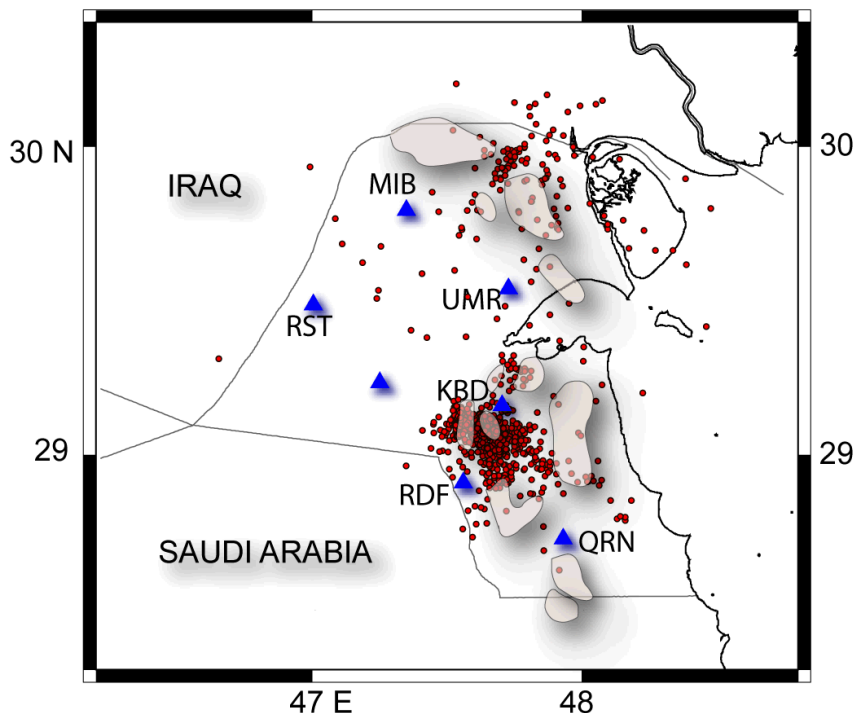 30 N
30
IRAQ
MIB
UMR
RST
KBD
29
29
RDF
SAUDI ARABIA
QRN
47 E
48